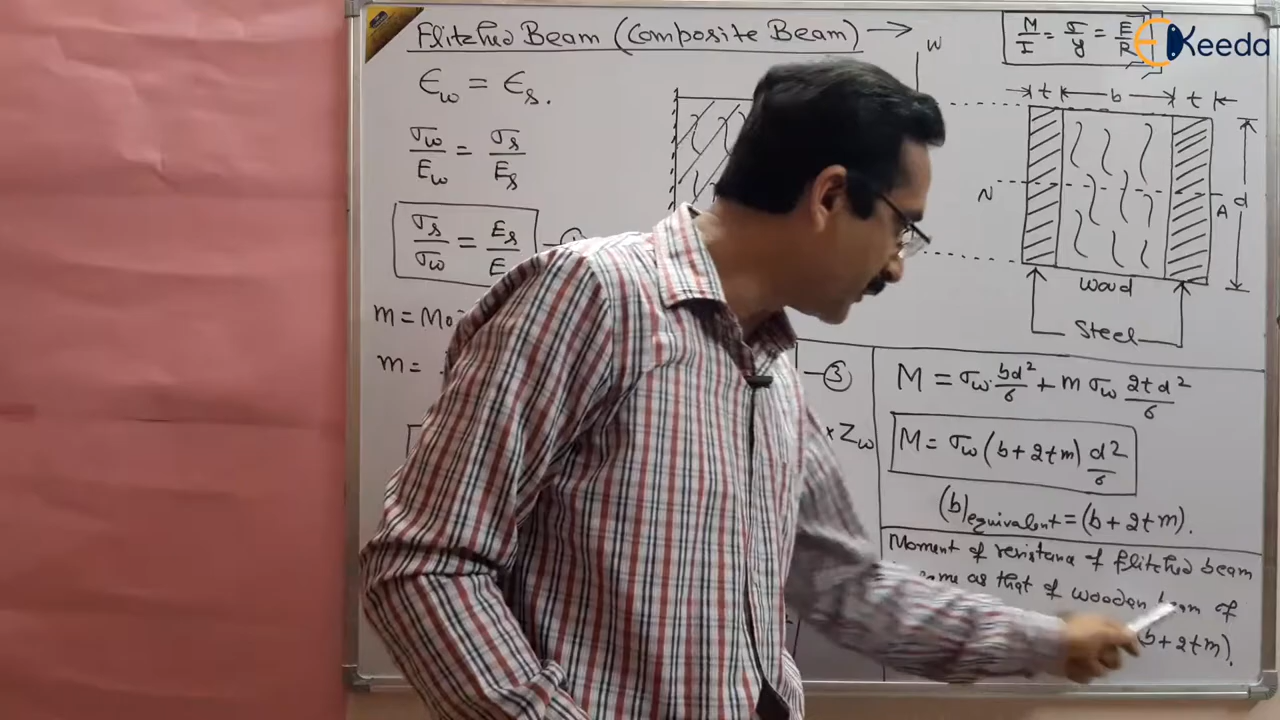 Flitched Beam (Composite Beam) →
M/I = σ/y = E/R
EKeeda
W
ϵw = ϵs.
σw/Ew = σs/Es
σs/σw = Es/E
m =
m =
t b t
N A
d
Wood
Steel
③
× Zw
M = σw · bd²/6 + m σw 2td²/6
M = σw (b + 2tm) d²/6
(b)equivalent = (b + 2tm).
Moment of resistance of flitched beam
same as that of wooden beam of
(b + 2tm).